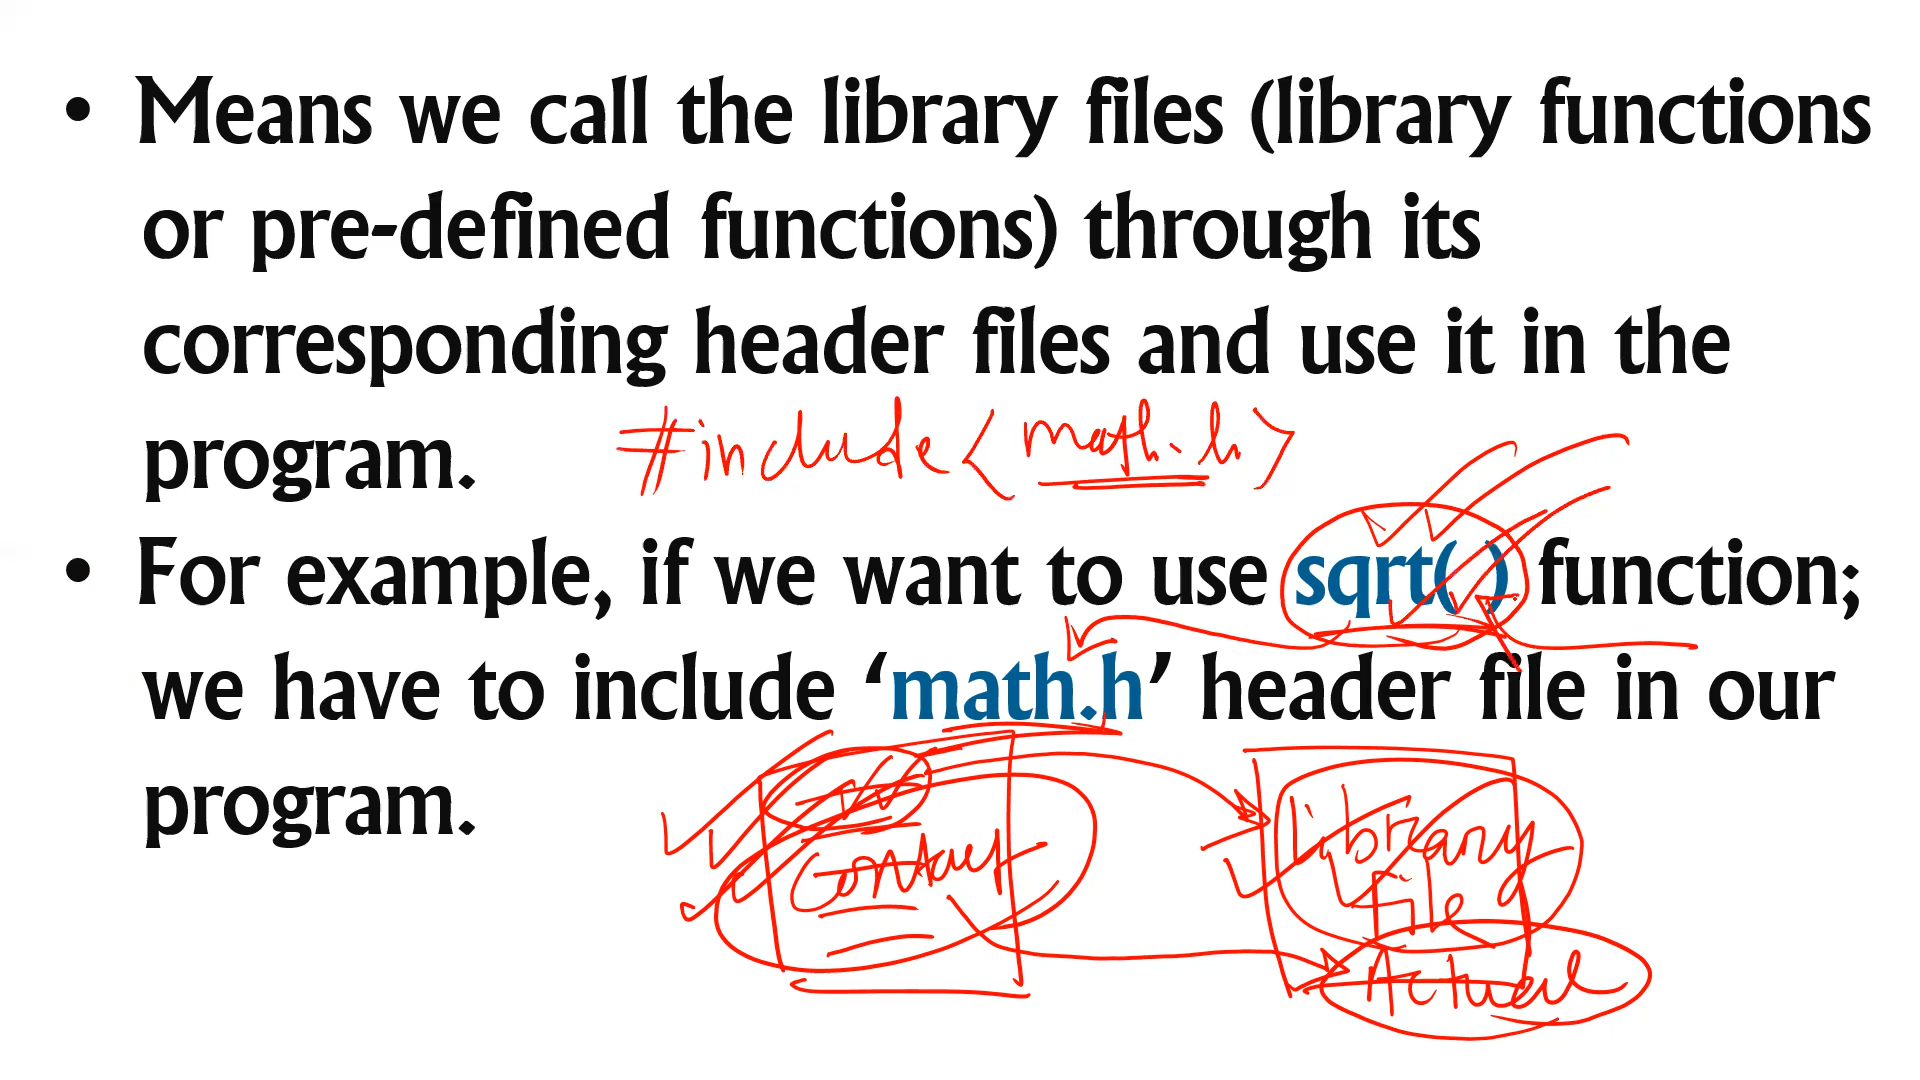 • Means we call the library files (library functions
or pre-defined functions) through its
corresponding header files and use it in the
program.
#include<math.h>
• For example, if we want to use sqrt() function;
we have to include ‘math.h’ header file in our
program.
Library
File
Actual